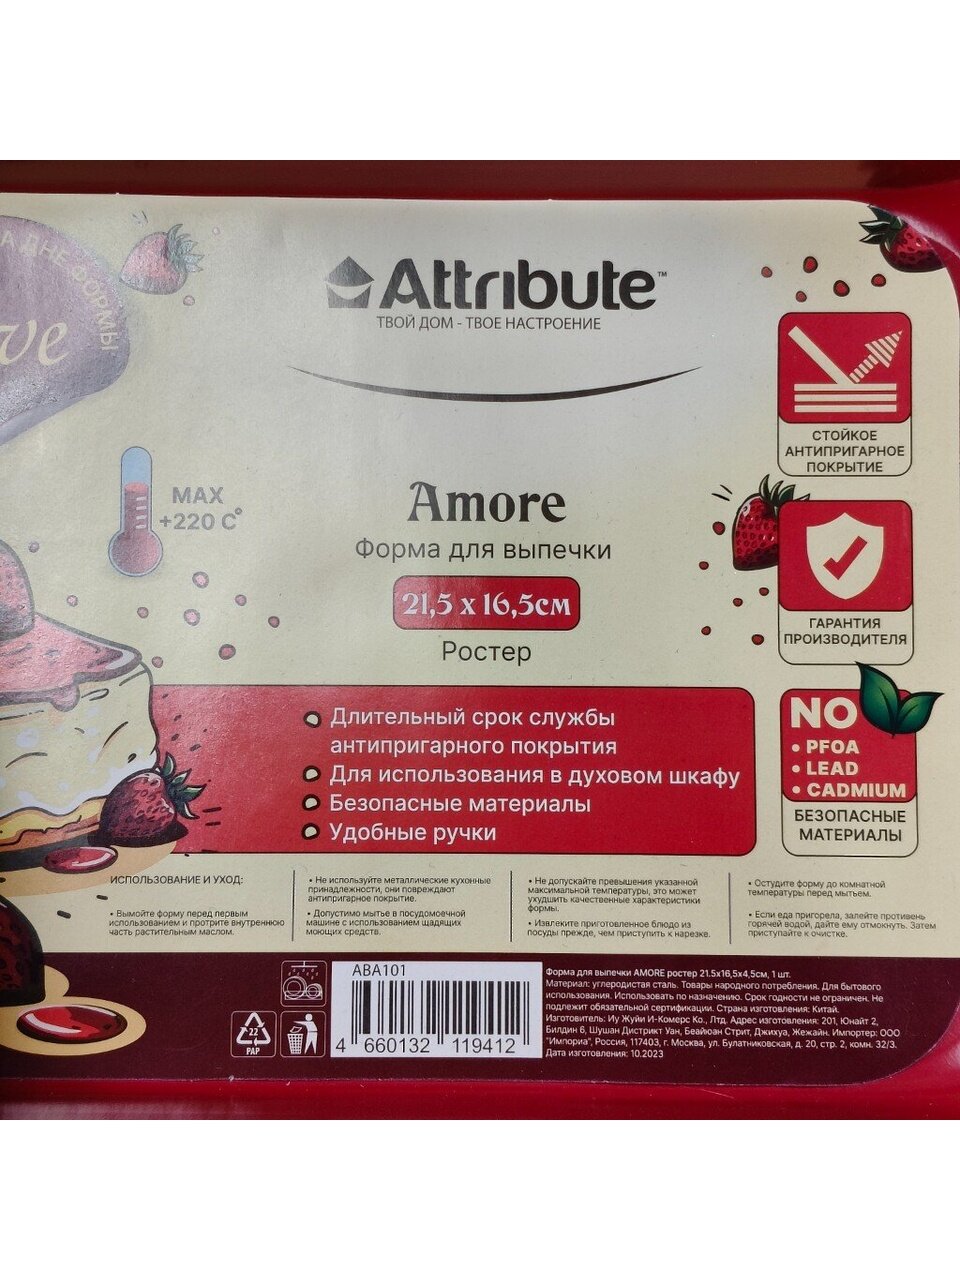 НА ДНЕ ФОРМЫ
ve
Attribute™
ТВОЙ ДОМ - ТВОЕ НАСТРОЕНИЕ
MAX
+220 C°
Amore
Форма для выпечки
21,5 x 16,5см
Ростер
СТОЙКОЕ
АНТИПРИГАРНОЕ
ПОКРЫТИЕ
ГАРАНТИЯ
ПРОИЗВОДИТЕЛЯ
NO
• PFOA
• LEAD
• CADMIUM
БЕЗОПАСНЫЕ
МАТЕРИАЛЫ
Длительный срок службы
антипригарного покрытия
Для использования в духовом шкафу
Безопасные материалы
Удобные ручки
ИСПОЛЬЗОВАНИЕ И УХОД:
• Вымойте форму перед первым
использованием и протрите внутреннюю
часть растительным маслом.
• Не используйте металлические кухонные
принадлежности, они повреждают
антипригарное покрытие.
• Допустимо мытье в посудомоечной
машине с использованием щадящих
моющих средств.
• Не допускайте превышения указанной
максимальной температуры, это может
ухудшить качественные характеристики
формы.
• Извлеките приготовленное блюдо из
посуды прежде, чем приступить к нарезке.
• Остудите форму до комнатной
температуры перед мытьем.
• Если еда пригорела, залейте противень
горячей водой, дайте ему отмокнуть. Затем
приступайте к очистке.
22
PAP
ABA101
4 660132 119412
Форма для выпечки AMORE ростер 21.5x16,5x4,5см, 1 шт.
Материал: углеродистая сталь. Товары народного потребления. Для бытового
использования. Использовать по назначению. Срок годности не ограничен. Не
подлежит обязательной сертификации. Страна изготовления: Китай.
Изготовитель: Иу Жуйи И-Комерс Ко., Лтд. Адрес изготовления: 201, Юнайт 2,
Билдин 6, Шушан Дистрикт Уан, Беайюан Стрит, Джихуа, Жежайн. Импортер: ООО
"Импориа", Россия, 117403, г. Москва, ул. Булатниковская, д. 20, стр. 2, комн. 32/3.
Дата изготовления: 10.2023